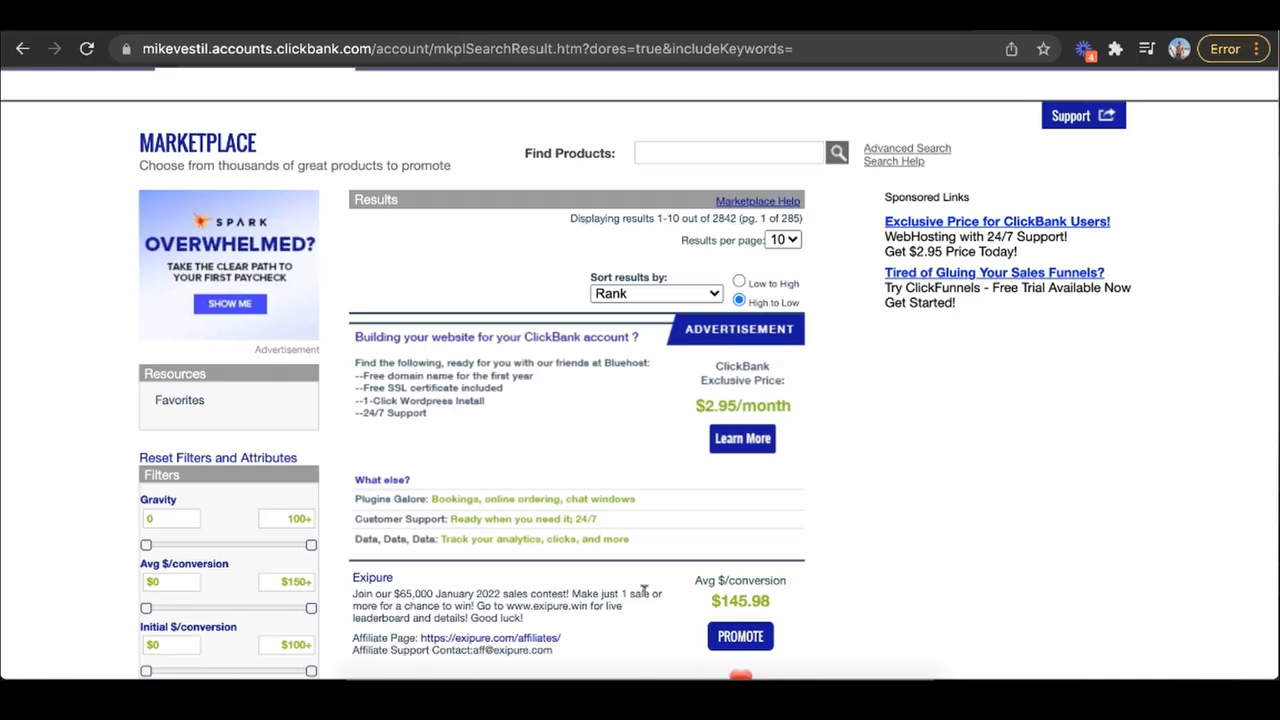 mikevestil.accounts.clickbank.com/account/mkplSearchResult.htm?dores=true&includeKeywords=
4
Error
Support
MARKETPLACE
Choose from thousands of great products to promote
Find Products:
Advanced Search
Search Help
SPARK
OVERWHELMED?
TAKE THE CLEAR PATH TO
YOUR FIRST PAYCHECK
SHOW ME
Advertisement
Resources
Favorites
Reset Filters and Attributes
Filters
Gravity
0 100+
Avg $/conversion
$0 $150+
Initial $/conversion
$0 $100+
Results Marketplace Help
Displaying results 1-10 out of 2842 (pg. 1 of 285)
Results per page: 10
Sort results by:
Rank
Low to High
High to Low
ADVERTISEMENT
Building your website for your ClickBank account ?
Find the following, ready for you with our friends at Bluehost:
--Free domain name for the first year
--Free SSL certificate included
--1-Click Wordpress Install
--24/7 Support
ClickBank
Exclusive Price:
$2.95/month
Learn More
What else?
Plugins Galore: Bookings, online ordering, chat windows
Customer Support: Ready when you need it; 24/7
Data, Data, Data: Track your analytics, clicks, and more
Exipure
Join our $65,000 January 2022 sales contest! Make just 1 sale or
more for a chance to win! Go to www.exipure.win for live
leaderboard and details! Good luck!
Affiliate Page: https://exipure.com/affiliates/
Affiliate Support Contact:aff@exipure.com
Avg $/conversion
$145.98
PROMOTE
Sponsored Links
Exclusive Price for ClickBank Users!
WebHosting with 24/7 Support!
Get $2.95 Price Today!
Tired of Gluing Your Sales Funnels?
Try ClickFunnels - Free Trial Available Now
Get Started!